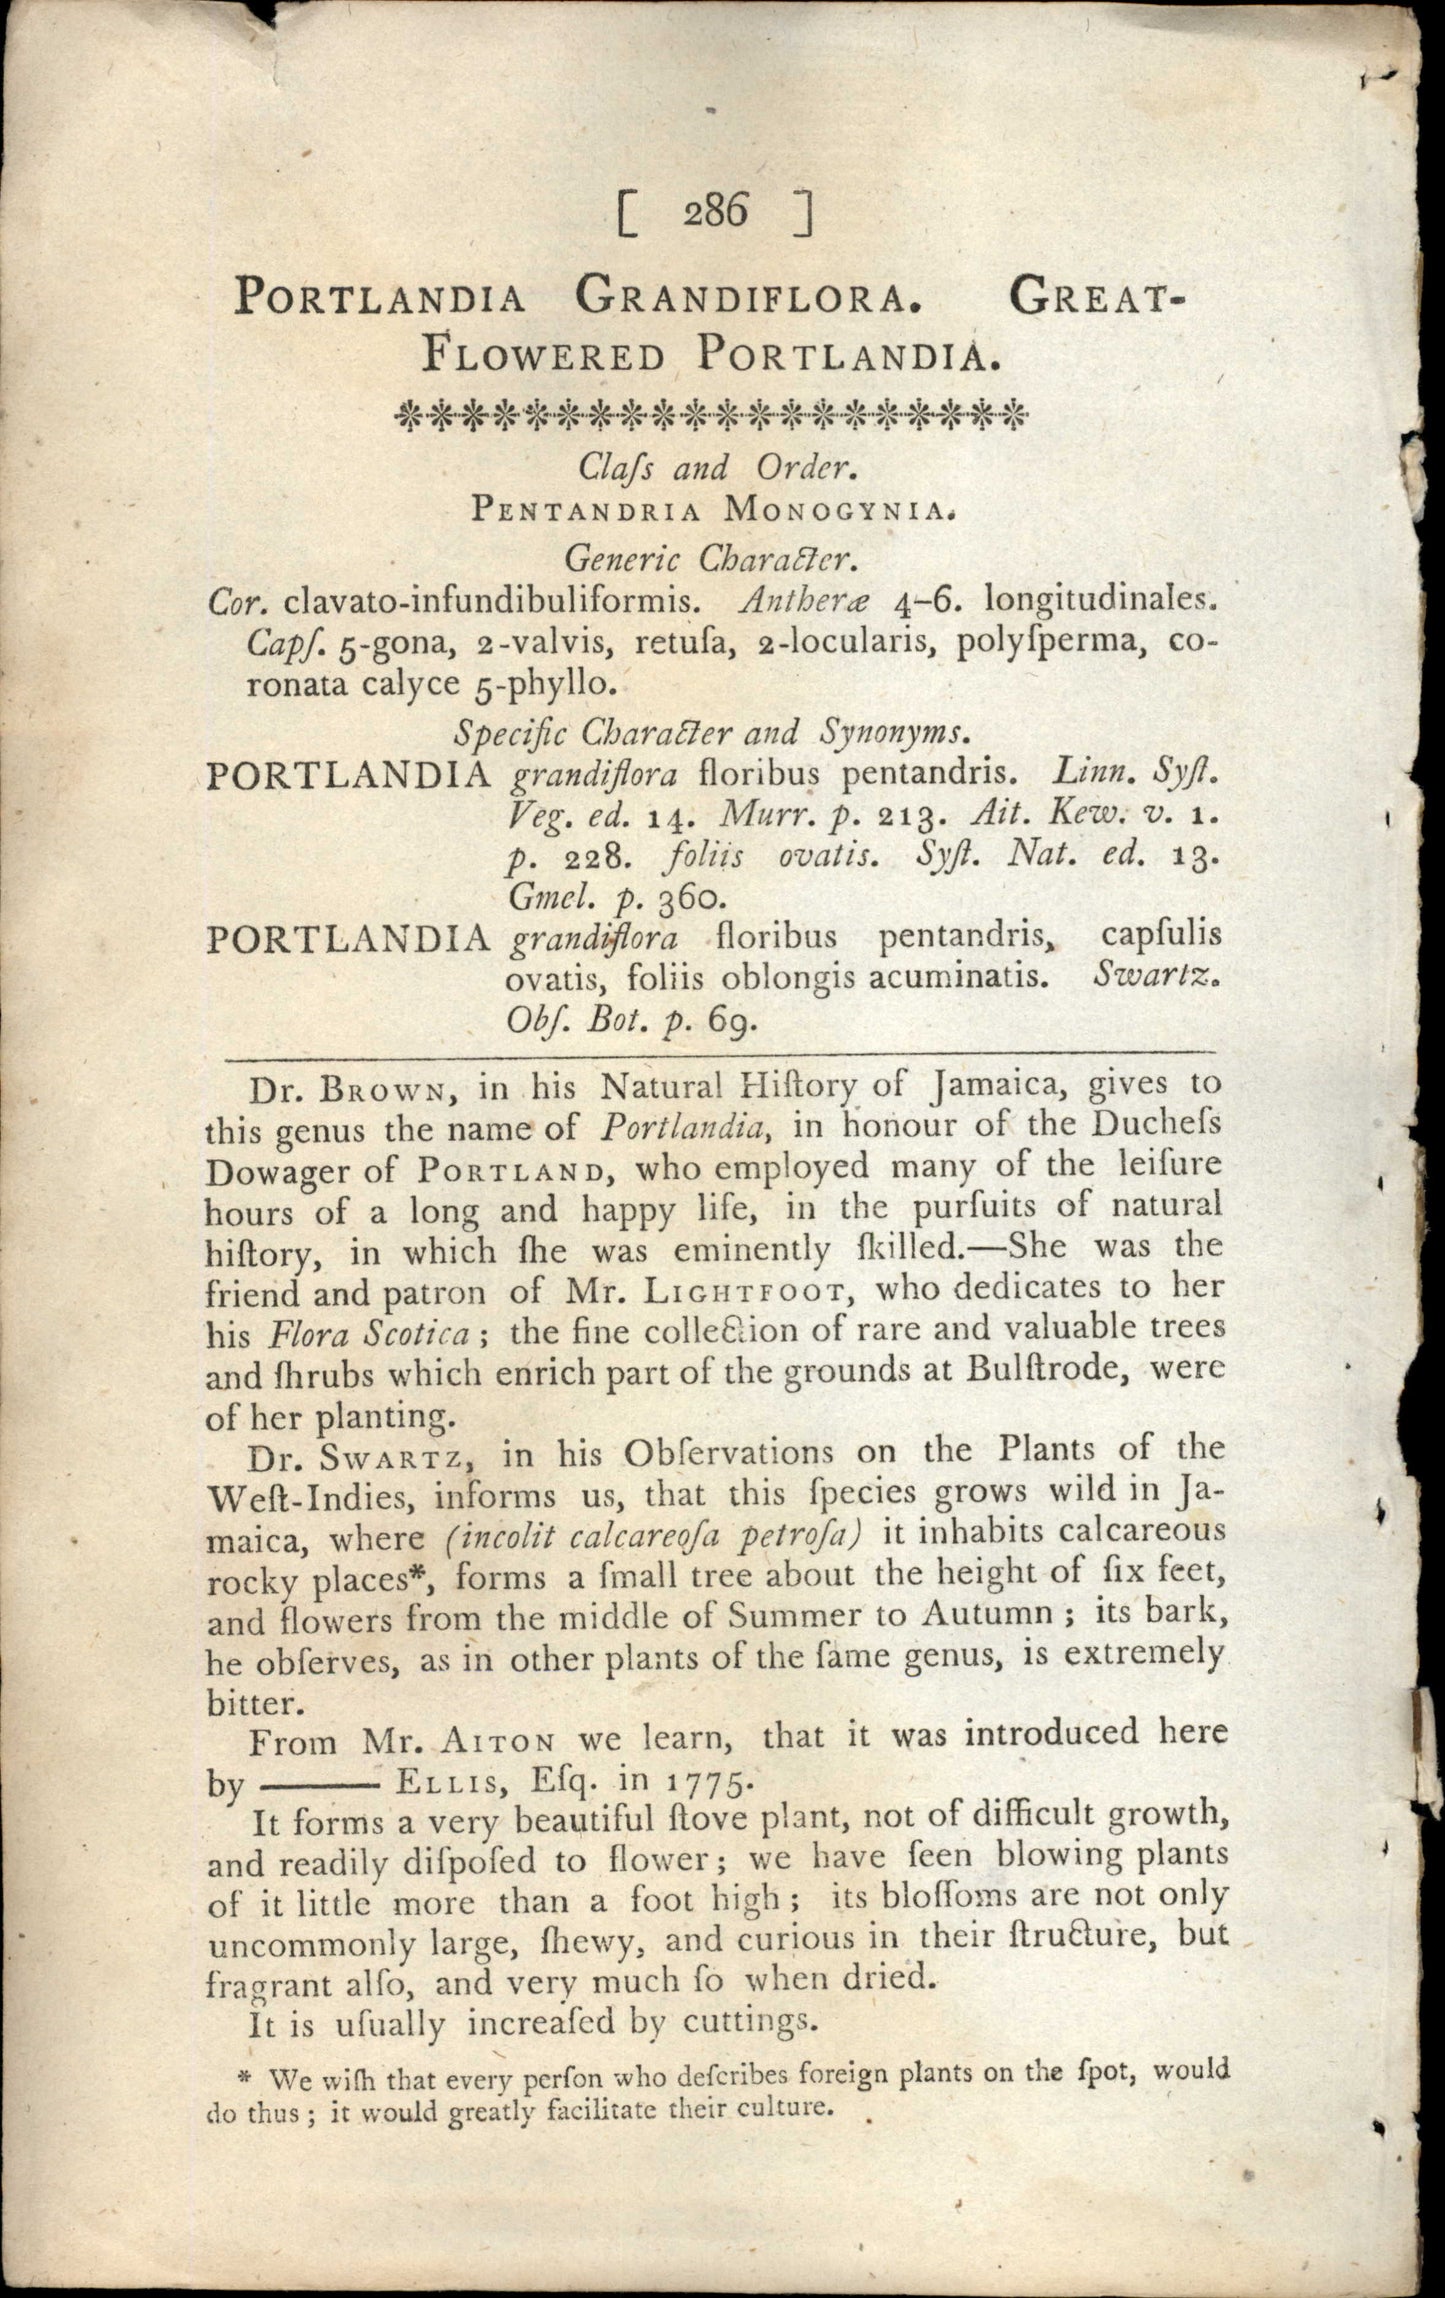 [ 286 ]
PORTLANDIA GRANDIFLORA. GREAT-
FLOWERED PORTLANDIA.
Claſs and Order.
PENTANDRIA MONOGYNIA.
Generic Character.
Cor. clavato-infundibuliformis. Antheræ 4–6. longitudinales.
Capſ. 5-gona, 2-valvis, retuſa, 2-locularis, polyſperma, co-
ronata calyce 5-phyllo.
Specific Character and Synonyms.
PORTLANDIA grandiflora floribus pentandris. Linn. Syſt.
Veg. ed. 14. Murr. p. 213. Ait. Kew. v. 1.
p. 228. foliis ovatis. Syſt. Nat. ed. 13.
Gmel. p. 360.
PORTLANDIA grandiflora floribus pentandris, capſulis
ovatis, foliis oblongis acuminatis. Swartz.
Obſ. Bot. p. 69.
Dr. BROWN, in his Natural Hiſtory of Jamaica, gives to
this genus the name of Portlandia, in honour of the Ducheſs
Dowager of PORTLAND, who employed many of the leiſure
hours of a long and happy life, in the purſuits of natural
hiſtory, in which ſhe was eminently ſkilled.—She was the
friend and patron of Mr. LIGHTFOOT, who dedicates to her
his Flora Scotica; the fine collection of rare and valuable trees
and ſhrubs which enrich part of the grounds at Bulſtrode, were
of her planting.
Dr. SWARTZ, in his Obſervations on the Plants of the
Weſt-Indies, informs us, that this ſpecies grows wild in Ja-
maica, where (incolit calcareoſa petroſa) it inhabits calcareous
rocky places*, forms a ſmall tree about the height of ſix feet,
and flowers from the middle of Summer to Autumn; its bark,
he obſerves, as in other plants of the ſame genus, is extremely
bitter.
From Mr. AITON we learn, that it was introduced here
by ——— ELLIS, Eſq. in 1775.
It forms a very beautiful ſtove plant, not of difficult growth,
and readily diſpoſed to flower; we have ſeen blowing plants
of it little more than a foot high; its bloſſoms are not only
uncommonly large, ſhewy, and curious in their ſtructure, but
fragrant alſo, and very much ſo when dried.
It is uſually increaſed by cuttings.
* We wiſh that every perſon who deſcribes foreign plants on the ſpot, would
do thus; it would greatly facilitate their culture.